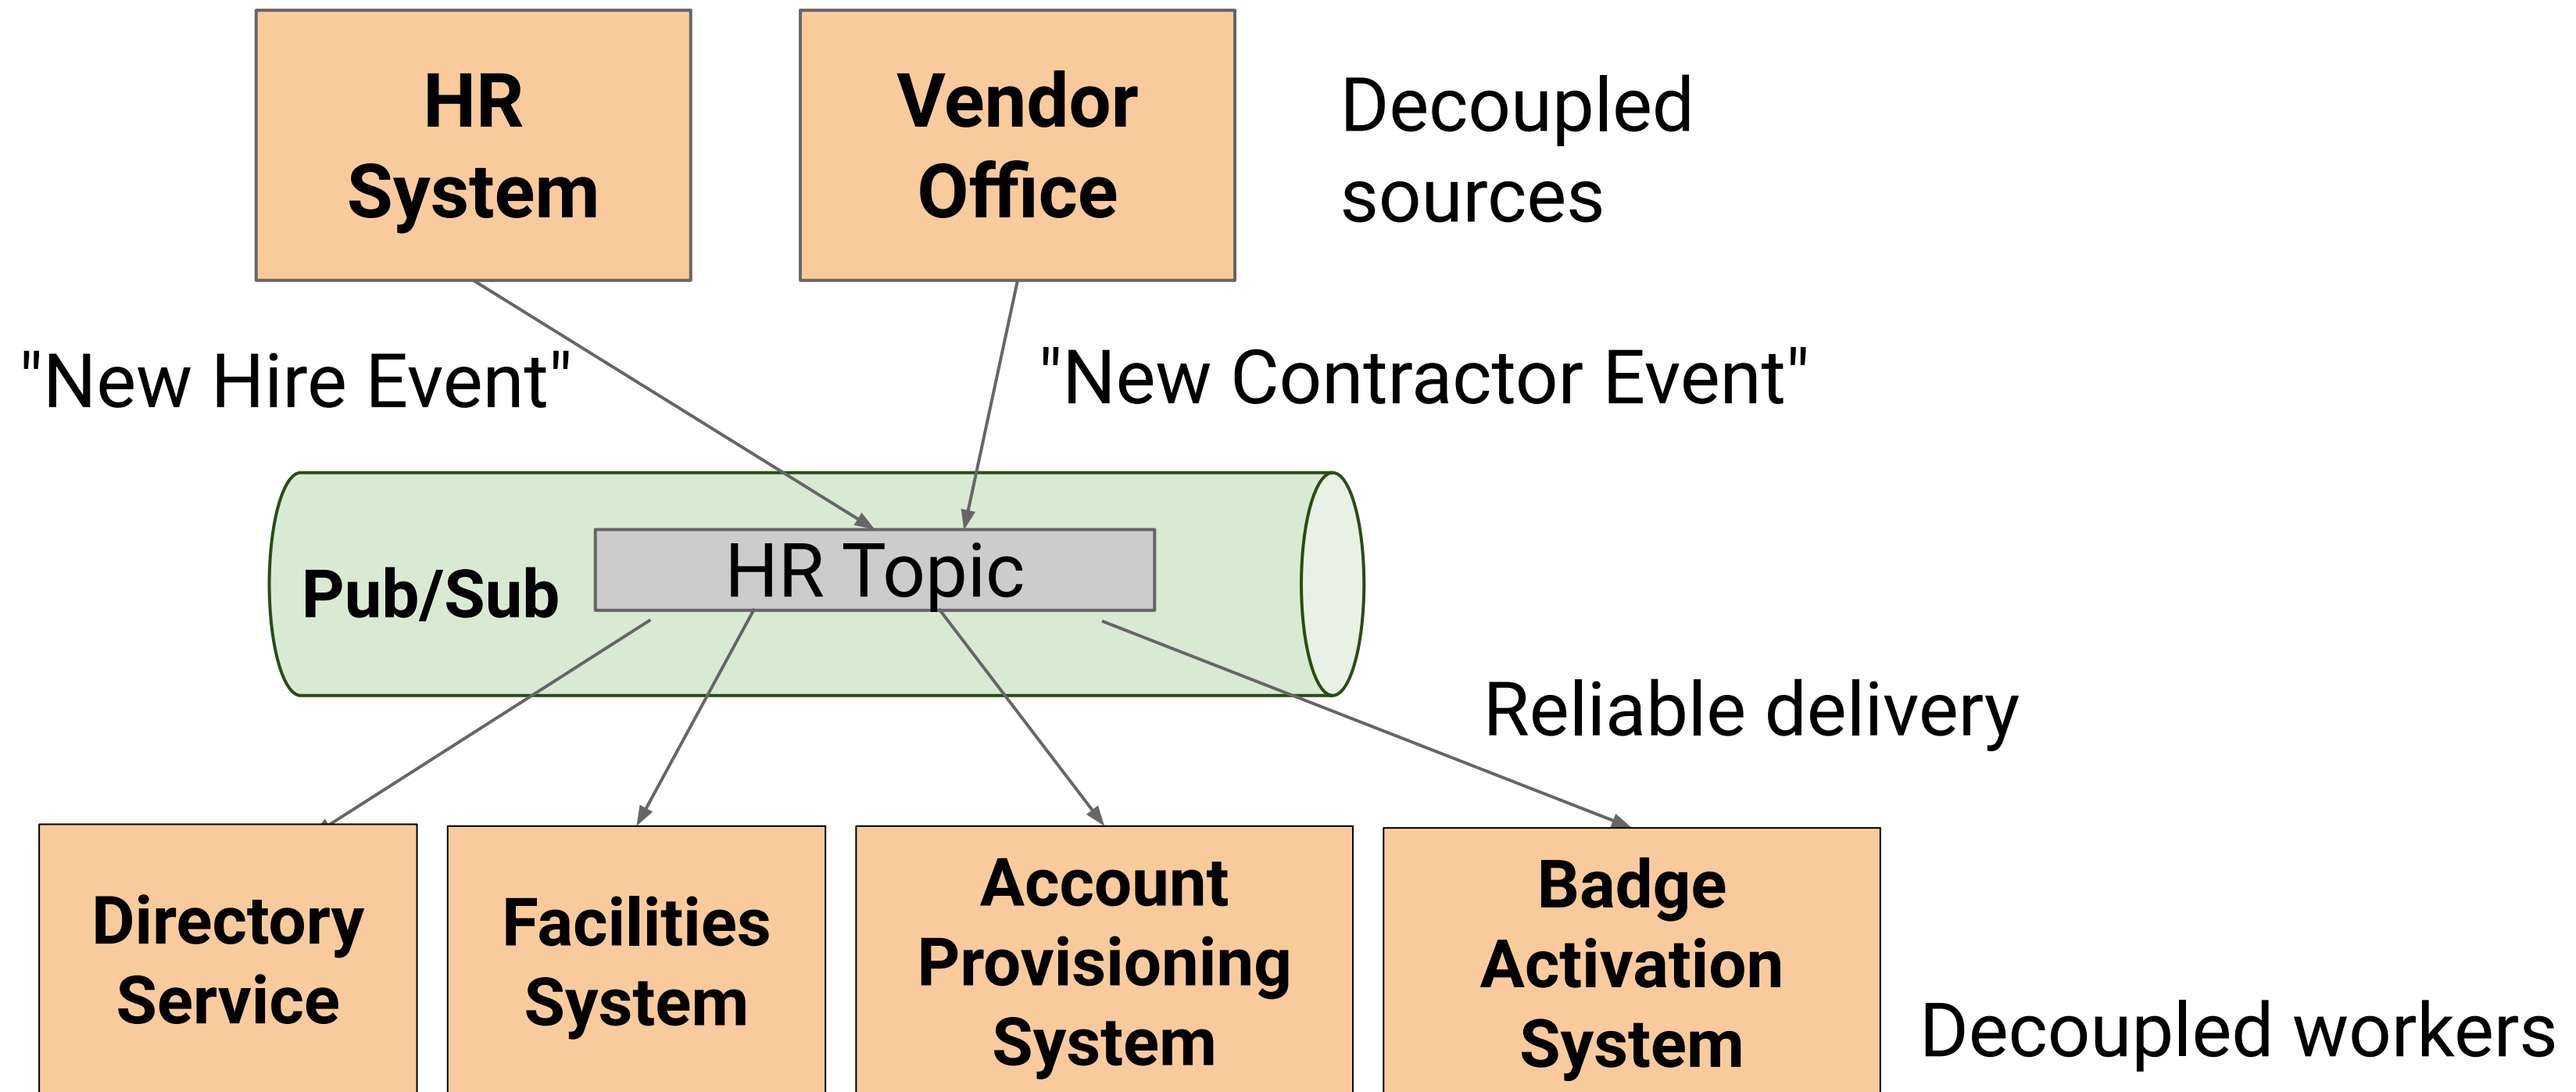 HR
System
Vendor
Office
Decoupled
sources
"New Hire Event"
"New Contractor Event"
Pub/Sub
HR Topic
Reliable delivery
Directory
Service
Facilities
System
Account
Provisioning
System
Badge
Activation
System
Decoupled workers